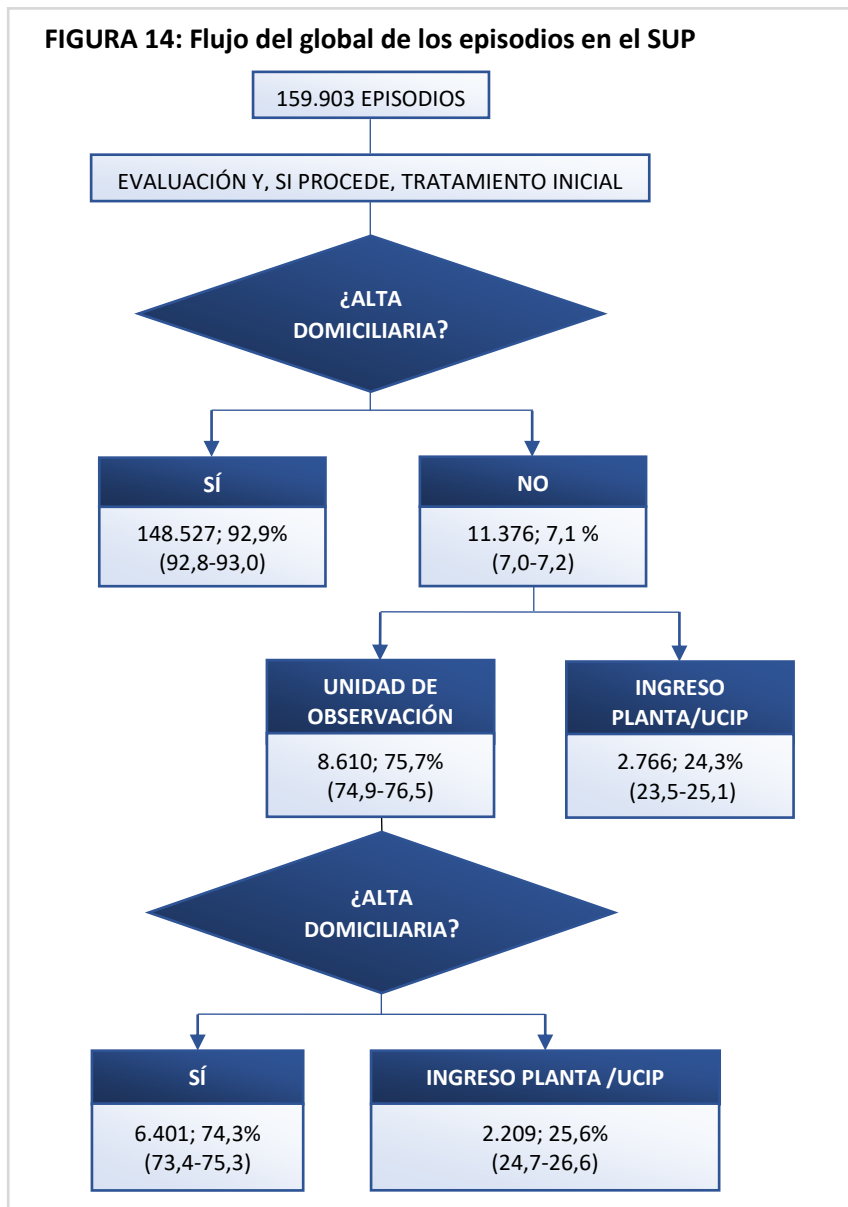 FIGURA 14: Flujo del global de los episodios en el SUP
159.903 EPISODIOS
EVALUACIÓN Y, SI PROCEDE, TRATAMIENTO INICIAL
¿ALTA
DOMICILIARIA?
SÍ
148.527; 92,9%
(92,8-93,0)
NO
11.376; 7,1 %
(7,0-7,2)
UNIDAD DE
OBSERVACIÓN
8.610; 75,7%
(74,9-76,5)
INGRESO
PLANTA/UCIP
2.766; 24,3%
(23,5-25,1)
¿ALTA
DOMICILIARIA?
SÍ
6.401; 74,3%
(73,4-75,3)
INGRESO PLANTA /UCIP
2.209; 25,6%
(24,7-26,6)